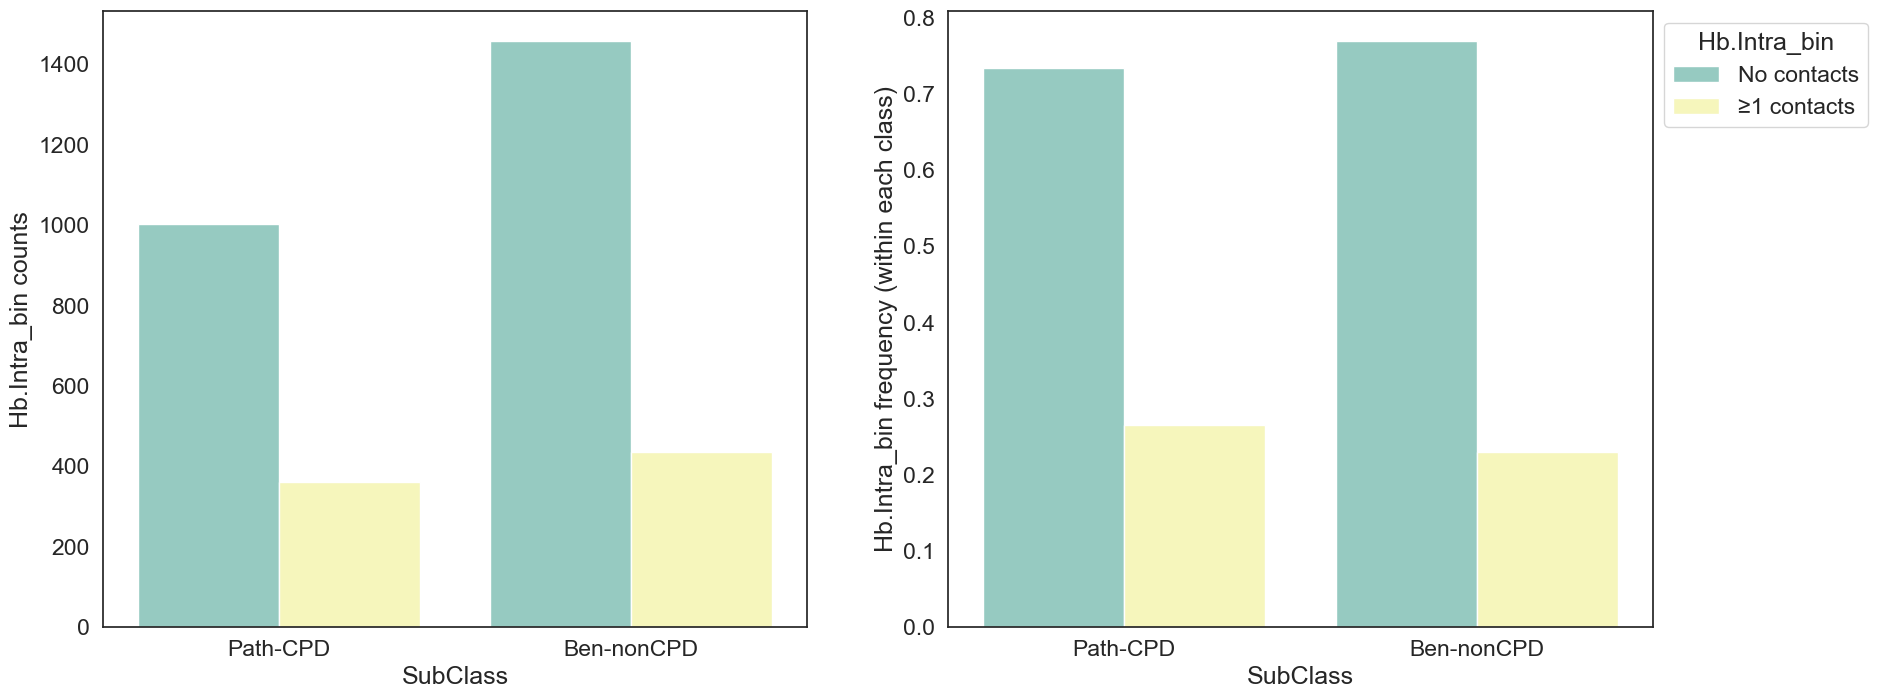 Hb.Intra_bin counts
1400
1200
1000
800
600
400
200
0
Path-CPD
Ben-nonCPD
SubClass
Hb.Intra_bin frequency (within each class)
0.8
0.7
0.6
0.5
0.4
0.3
0.2
0.1
0.0
Path-CPD
Ben-nonCPD
SubClass
Hb.Intra_bin
No contacts
≥1 contacts